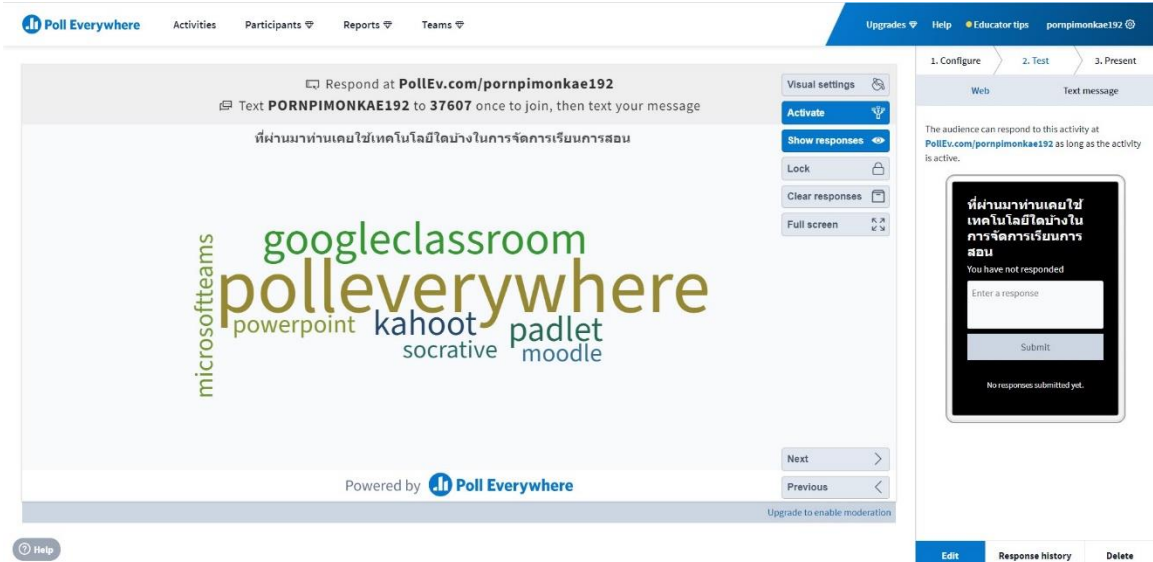 Poll Everywhere
Activities
Participants
Reports
Teams
Upgrades
Help
Educator tips
pornpimonkae192
Respond at PollEv.com/pornpimonkae192
Text PORNPIMONKAE192 to 37607 once to join, then text your message
ที่ผ่านมาท่านเคยใช้เทคโนโลยีใดบ้างในการจัดการเรียนการสอน
microsoftteams
googleclassroom
polleverywhere
powerpoint
kahoot
padlet
socrative
moodle
Visual settings
Activate
Show responses
Lock
Clear responses
Full screen
Next
Previous
Powered by Poll Everywhere
Upgrade to enable moderation
Help
1. Configure
2. Test
3. Present
Web
Text message
The audience can respond to this activity at
PollEv.com/pornpimonkae192 as long as the activity
is active.
ที่ผ่านมาท่านเคยใช้
เทคโนโลยีใดบ้างใน
การจัดการเรียนการ
สอน
You have not responded
Enter a response
Submit
No responses submitted yet.
Edit
Response history
Delete